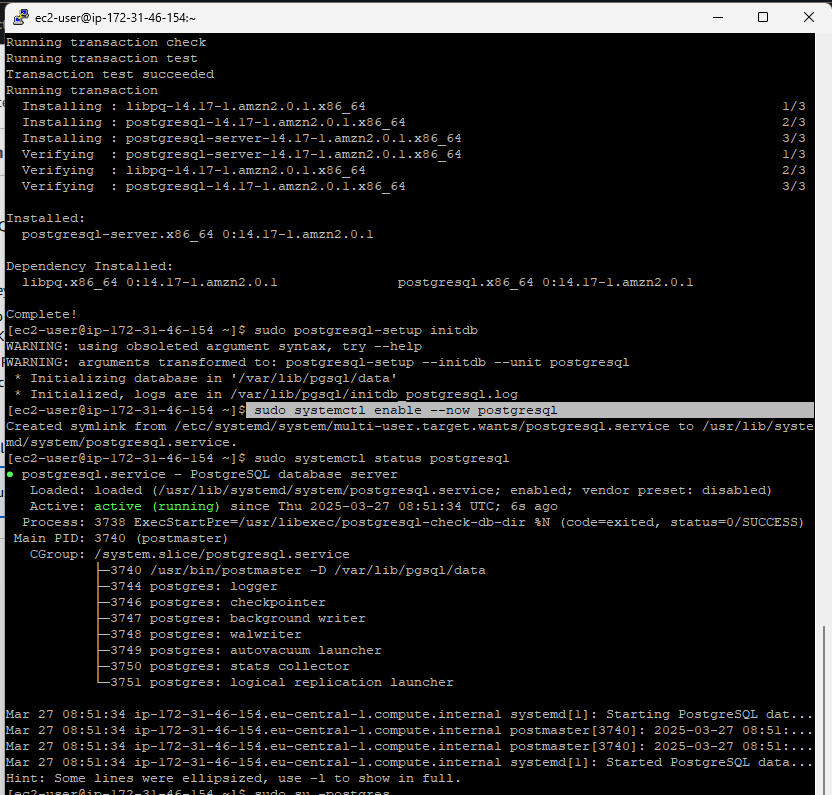 ec2-user@ip-172-31-46-154:~
Running transaction check
Running transaction test
Transaction test succeeded
Running transaction
  Installing : libpq-14.17-1.amzn2.0.1.x86_64 1/3
  Installing : postgresql-14.17-1.amzn2.0.1.x86_64 2/3
  Installing : postgresql-server-14.17-1.amzn2.0.1.x86_64 3/3
  Verifying  : postgresql-server-14.17-1.amzn2.0.1.x86_64 1/3
  Verifying  : libpq-14.17-1.amzn2.0.1.x86_64 2/3
  Verifying  : postgresql-14.17-1.amzn2.0.1.x86_64 3/3
Installed:
  postgresql-server.x86_64 0:14.17-1.amzn2.0.1
Dependency Installed:
  libpq.x86_64 0:14.17-1.amzn2.0.1 postgresql.x86_64 0:14.17-1.amzn2.0.1
Complete!
[ec2-user@ip-172-31-46-154 ~]$ sudo postgresql-setup initdb
WARNING: using obsoleted argument syntax, try --help
WARNING: arguments transformed to: postgresql-setup --initdb --unit postgresql
 * Initializing database in '/var/lib/pgsql/data'
 * Initialized, logs are in /var/lib/pgsql/initdb_postgresql.log
[ec2-user@ip-172-31-46-154 ~]$ sudo systemctl enable --now postgresql
Created symlink from /etc/systemd/system/multi-user.target.wants/postgresql.service to /usr/lib/syste
md/system/postgresql.service.
[ec2-user@ip-172-31-46-154 ~]$ sudo systemctl status postgresql
● postgresql.service - PostgreSQL database server
   Loaded: loaded (/usr/lib/systemd/system/postgresql.service; enabled; vendor preset: disabled)
   Active: active (running) since Thu 2025-03-27 08:51:34 UTC; 6s ago
  Process: 3738 ExecStartPre=/usr/libexec/postgresql-check-db-dir %N (code=exited, status=0/SUCCESS)
 Main PID: 3740 (postmaster)
   CGroup: /system.slice/postgresql.service
           ├─3740 /usr/bin/postmaster -D /var/lib/pgsql/data
           ├─3744 postgres: logger
           ├─3746 postgres: checkpointer
           ├─3747 postgres: background writer
           ├─3748 postgres: walwriter
           ├─3749 postgres: autovacuum launcher
           ├─3750 postgres: stats collector
           └─3751 postgres: logical replication launcher
Mar 27 08:51:34 ip-172-31-46-154.eu-central-1.compute.internal systemd[1]: Starting PostgreSQL dat...
Mar 27 08:51:34 ip-172-31-46-154.eu-central-1.compute.internal postmaster[3740]: 2025-03-27 08:51:...
Mar 27 08:51:34 ip-172-31-46-154.eu-central-1.compute.internal postmaster[3740]: 2025-03-27 08:51:...
Mar 27 08:51:34 ip-172-31-46-154.eu-central-1.compute.internal systemd[1]: Started PostgreSQL data...
Hint: Some lines were ellipsized, use -l to show in full.
[ec2-user@ip-172-31-46-154 ~]$ sudo su -postgres